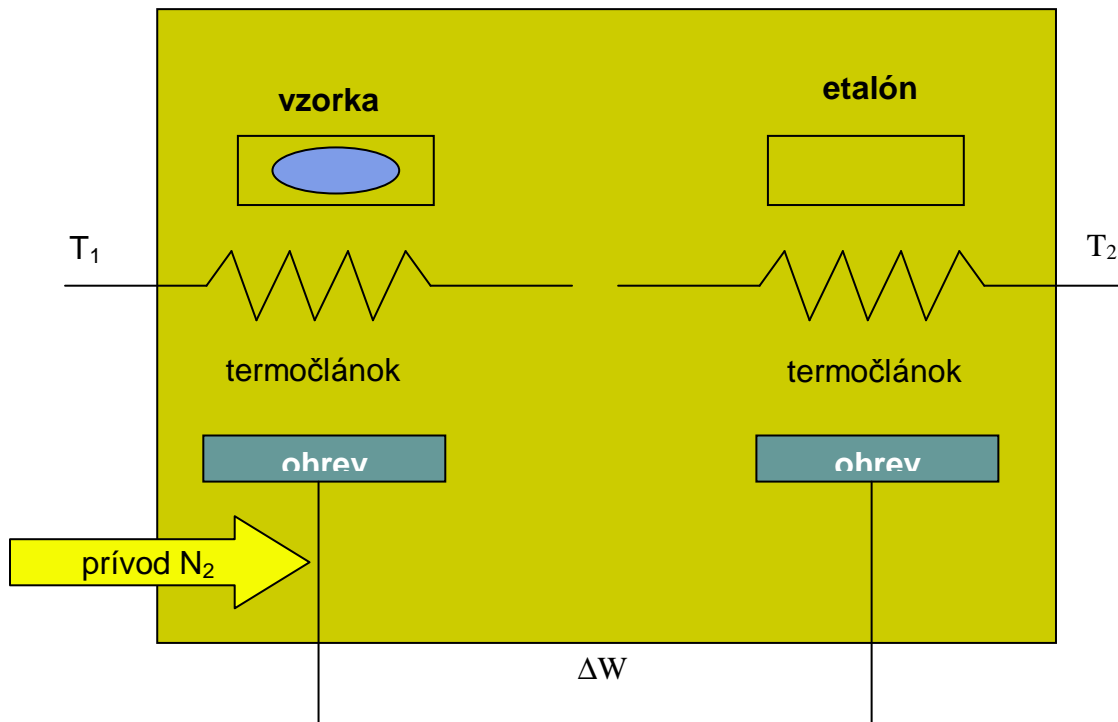 vzorka
etalón
T₁
T₂
termočlánok
termočlánok
ohrev
ohrev
prívod N₂
ΔW